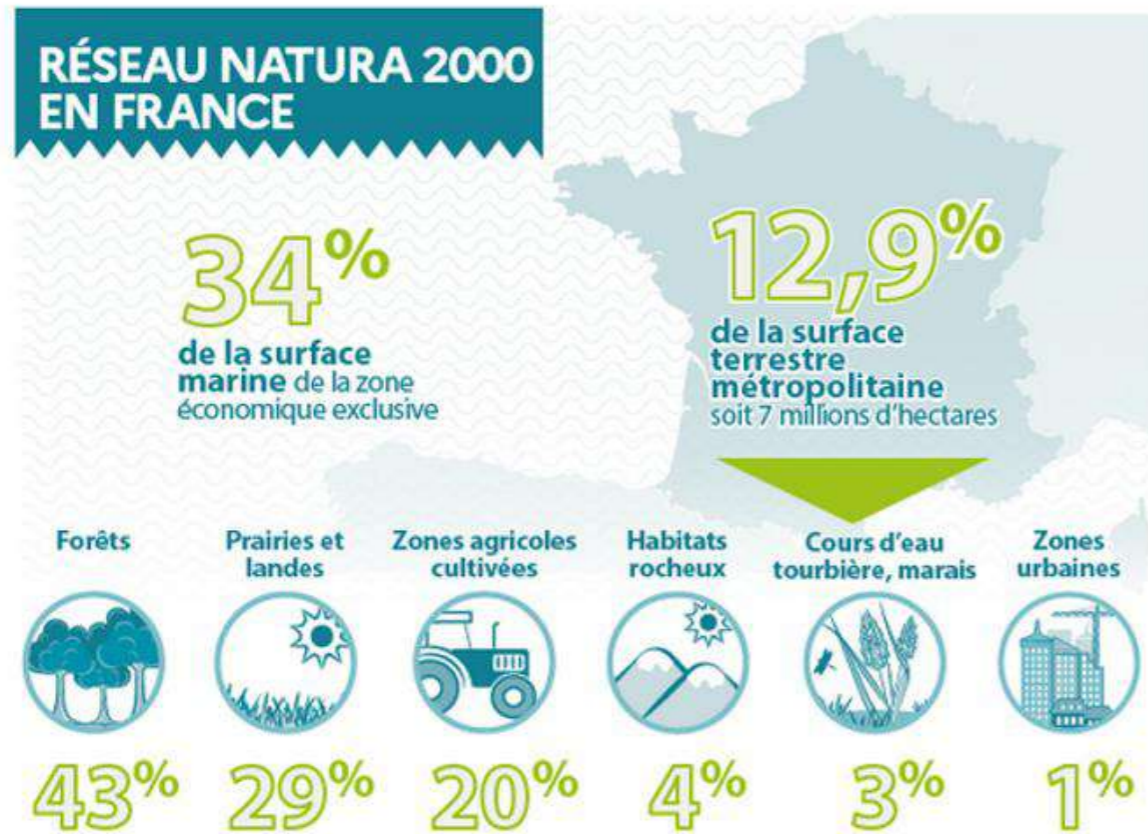 RÉSEAU NATURA 2000
EN FRANCE
34%
de la surface
marine de la zone
économique exclusive
12,9%
de la surface
terrestre
métropolitaine
soit 7 millions d'hectares
Forêts
43%
Prairies et
landes
29%
Zones agricoles
cultivées
20%
Habitats
rocheux
4%
Cours d'eau
tourbière, marais
3%
Zones
urbaines
1%